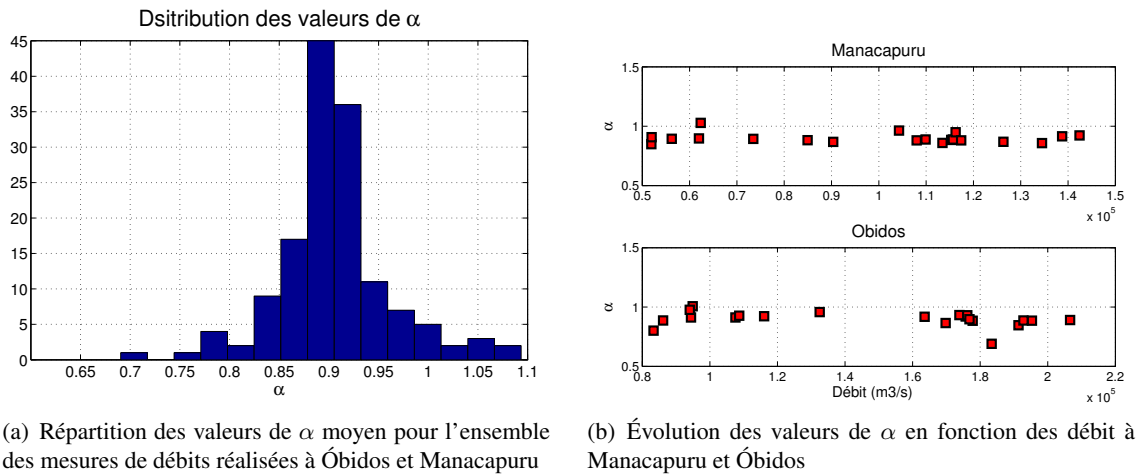 Dsitribution des valeurs de α
45
40
35
30
25
20
15
10
5
0
0.65 0.7 0.75 0.8 0.85 0.9 0.95 1 1.05 1.1
α
Manacapuru
1.5
1
0.5
α
0.5 0.6 0.7 0.8 0.9 1 1.1 1.2 1.3 1.4 1.5
x 10^5
Obidos
1.5
1
0.5
α
0.8 1 1.2 1.4 1.6 1.8 2 2.2
Débit (m3/s)
x 10^5
(a) Répartition des valeurs de α moyen pour l'ensemble
des mesures de débits réalisées à Óbidos et Manacapuru
(b) Évolution des valeurs de α en fonction des débit à
Manacapuru et Óbidos